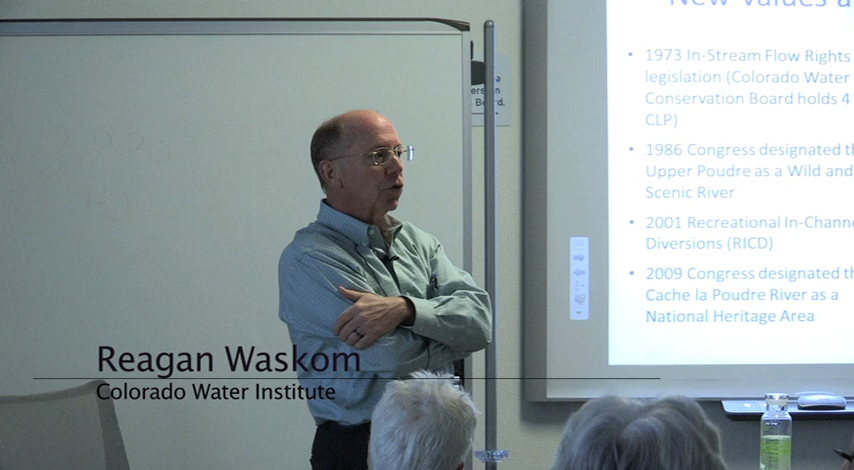 New Values a
• 1973 In-Stream Flow Rights
legislation (Colorado Water
Conservation Board holds 4
CLP)
• 1986 Congress designated th
Upper Poudre as a Wild and
Scenic River
• 2001 Recreational In-Channe
Diversions (RICD)
• 2009 Congress designated th
Cache la Poudre River as a
National Heritage Area
Board.
Reagan Waskom
Colorado Water Institute